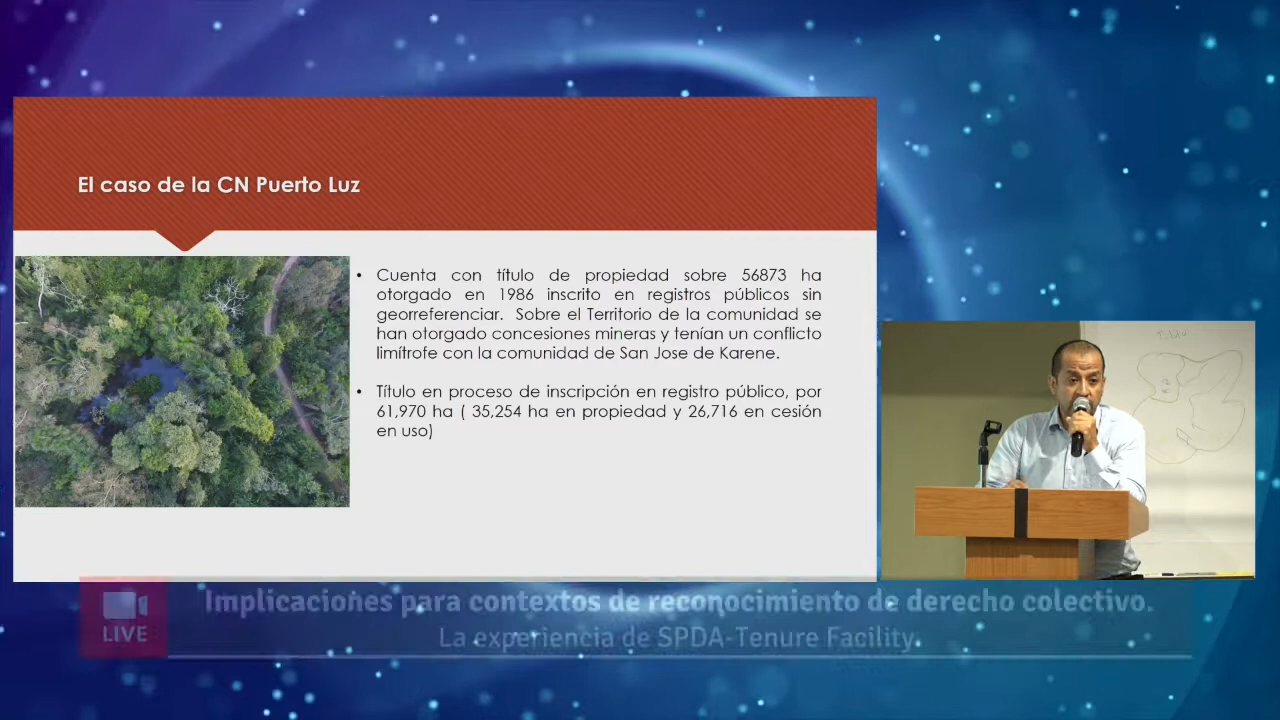 El caso de la CN Puerto Luz
• Cuenta con título de propiedad sobre 56873 ha
otorgado en 1986 inscrito en registros públicos sin
georreferenciar. Sobre el Territorio de la comunidad se
han otorgado concesiones mineras y tenían un conflicto
limítrofe con la comunidad de San Jose de Karene.
• Título en proceso de inscripción en registro público, por
61,970 ha ( 35,254 ha en propiedad y 26,716 en cesión
en uso)
LIVE
Implicaciones para contextos de reconocimiento de derecho colectivo.
La experiencia de SPDA-Tenure Facility.